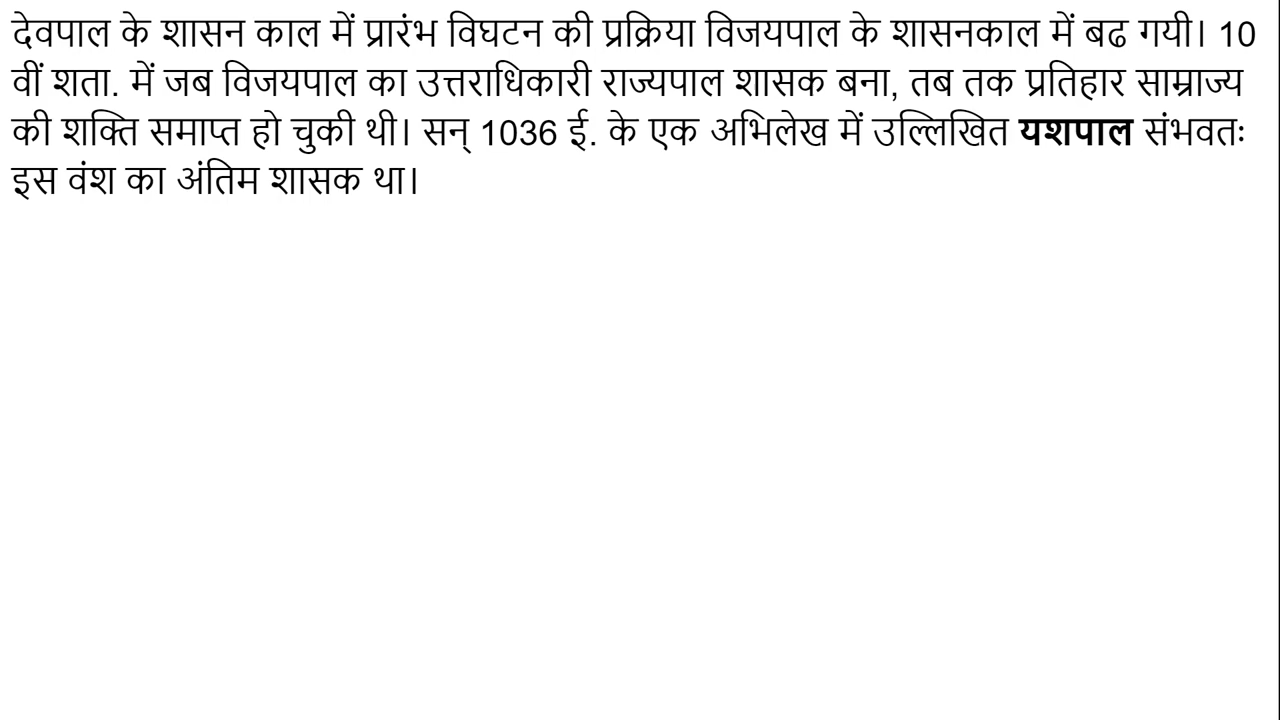 देवपाल के शासन काल में प्रारंभ विघटन की प्रक्रिया विजयपाल के शासनकाल में बढ गयी। 10
वीं शता. में जब विजयपाल का उत्तराधिकारी राज्यपाल शासक बना, तब तक प्रतिहार साम्राज्य
की शक्ति समाप्त हो चुकी थी। सन् 1036 ई. के एक अभिलेख में उल्लिखित यशपाल संभवतः
इस वंश का अंतिम शासक था।